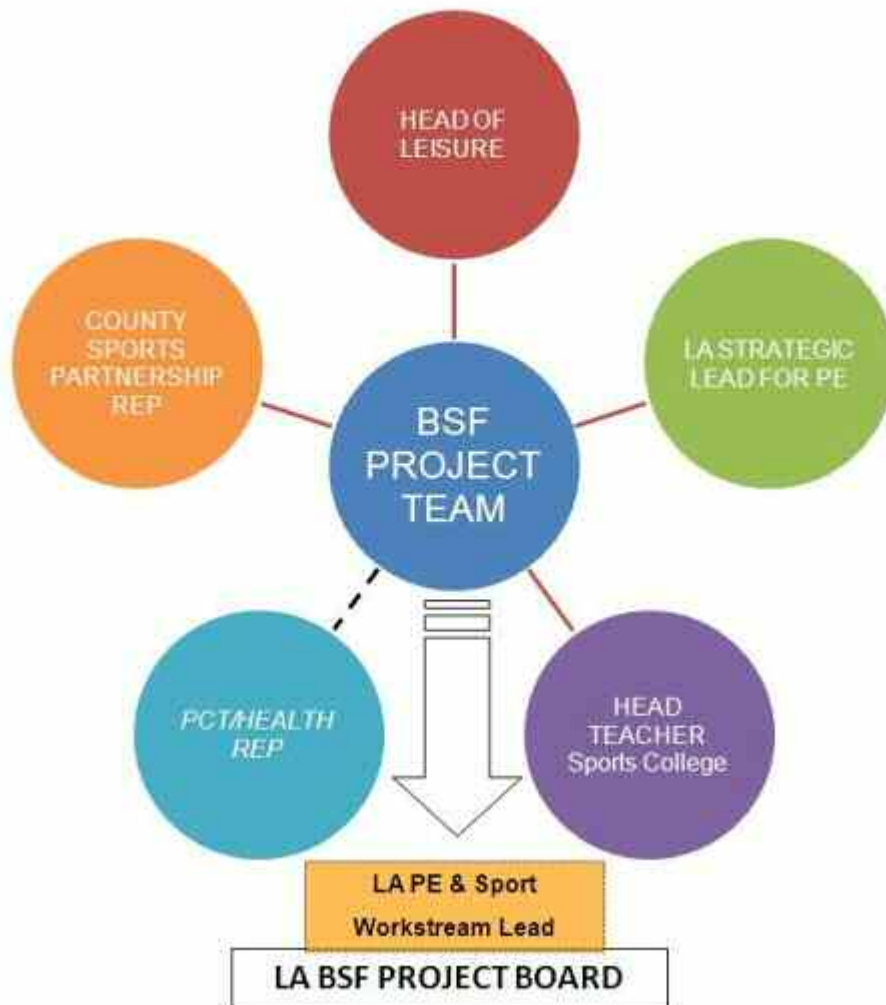 HEAD OF
LEISURE
COUNTY
SPORTS
PARTNERSHIP
REP
LA STRATEGIC
LEAD FOR PE
BSF
PROJECT
TEAM
PCT/HEALTH
REP
HEAD
TEACHER
Sports College
LA PE & Sport
Workstream Lead
LA BSF PROJECT BOARD